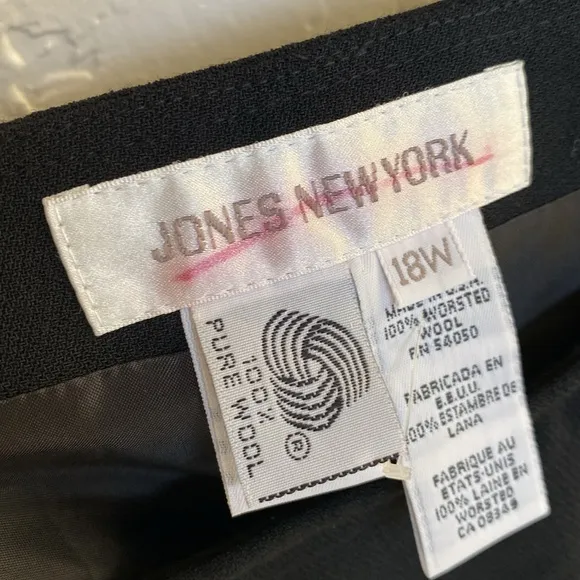 JONES NEW YORK
18W
100%
PURE WOOL
®
MADE IN U.S.A.
100% WORSTED
WOOL
RN 54050
FABRICADA EN
E.E.U.U.
100% ESTAMBRE DE
LANA
FABRIQUE AU
ETATS-UNIS
100% LAINE EN
WORSTED
CA 09349